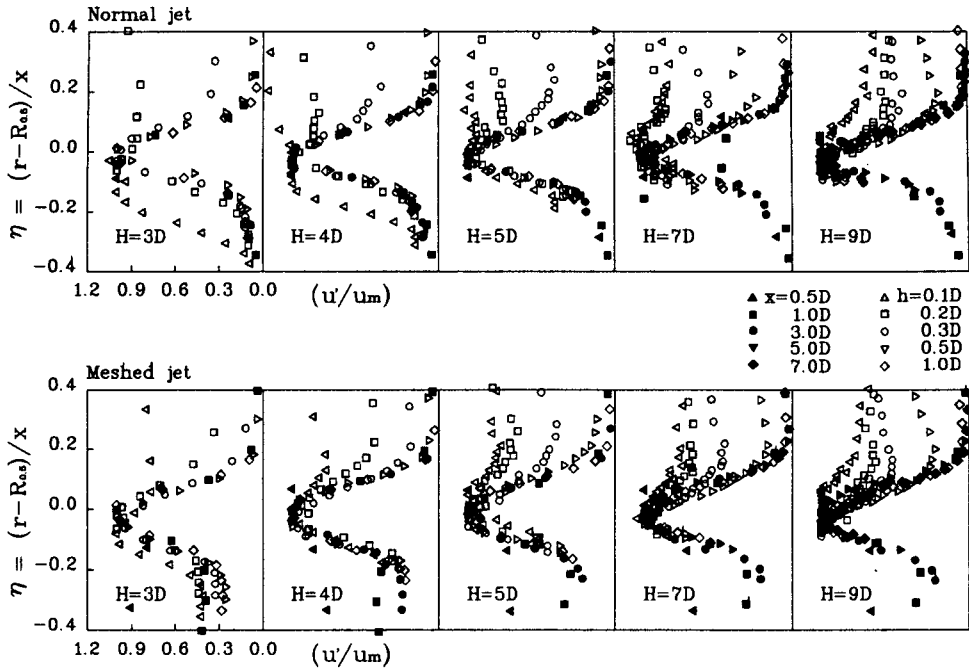 Normal jet
0.4
0.2
0.0
-0.2
-0.4
η = (r-R0.5)/x
H=3D
H=4D
H=5D
H=7D
H=9D
1.2 0.9 0.6 0.3 0.0 (u'/um)
▲ x=0.5D △ h=0.1D
■ 1.0D □ 0.2D
● 3.0D ○ 0.3D
▼ 5.0D ▽ 0.5D
◆ 7.0D ◇ 1.0D
Meshed jet
0.4
0.2
0.0
-0.2
-0.4
η = (r-R0.5)/x
H=3D
H=4D
H=5D
H=7D
H=9D
1.2 0.9 0.6 0.3 0.0 (u'/um)